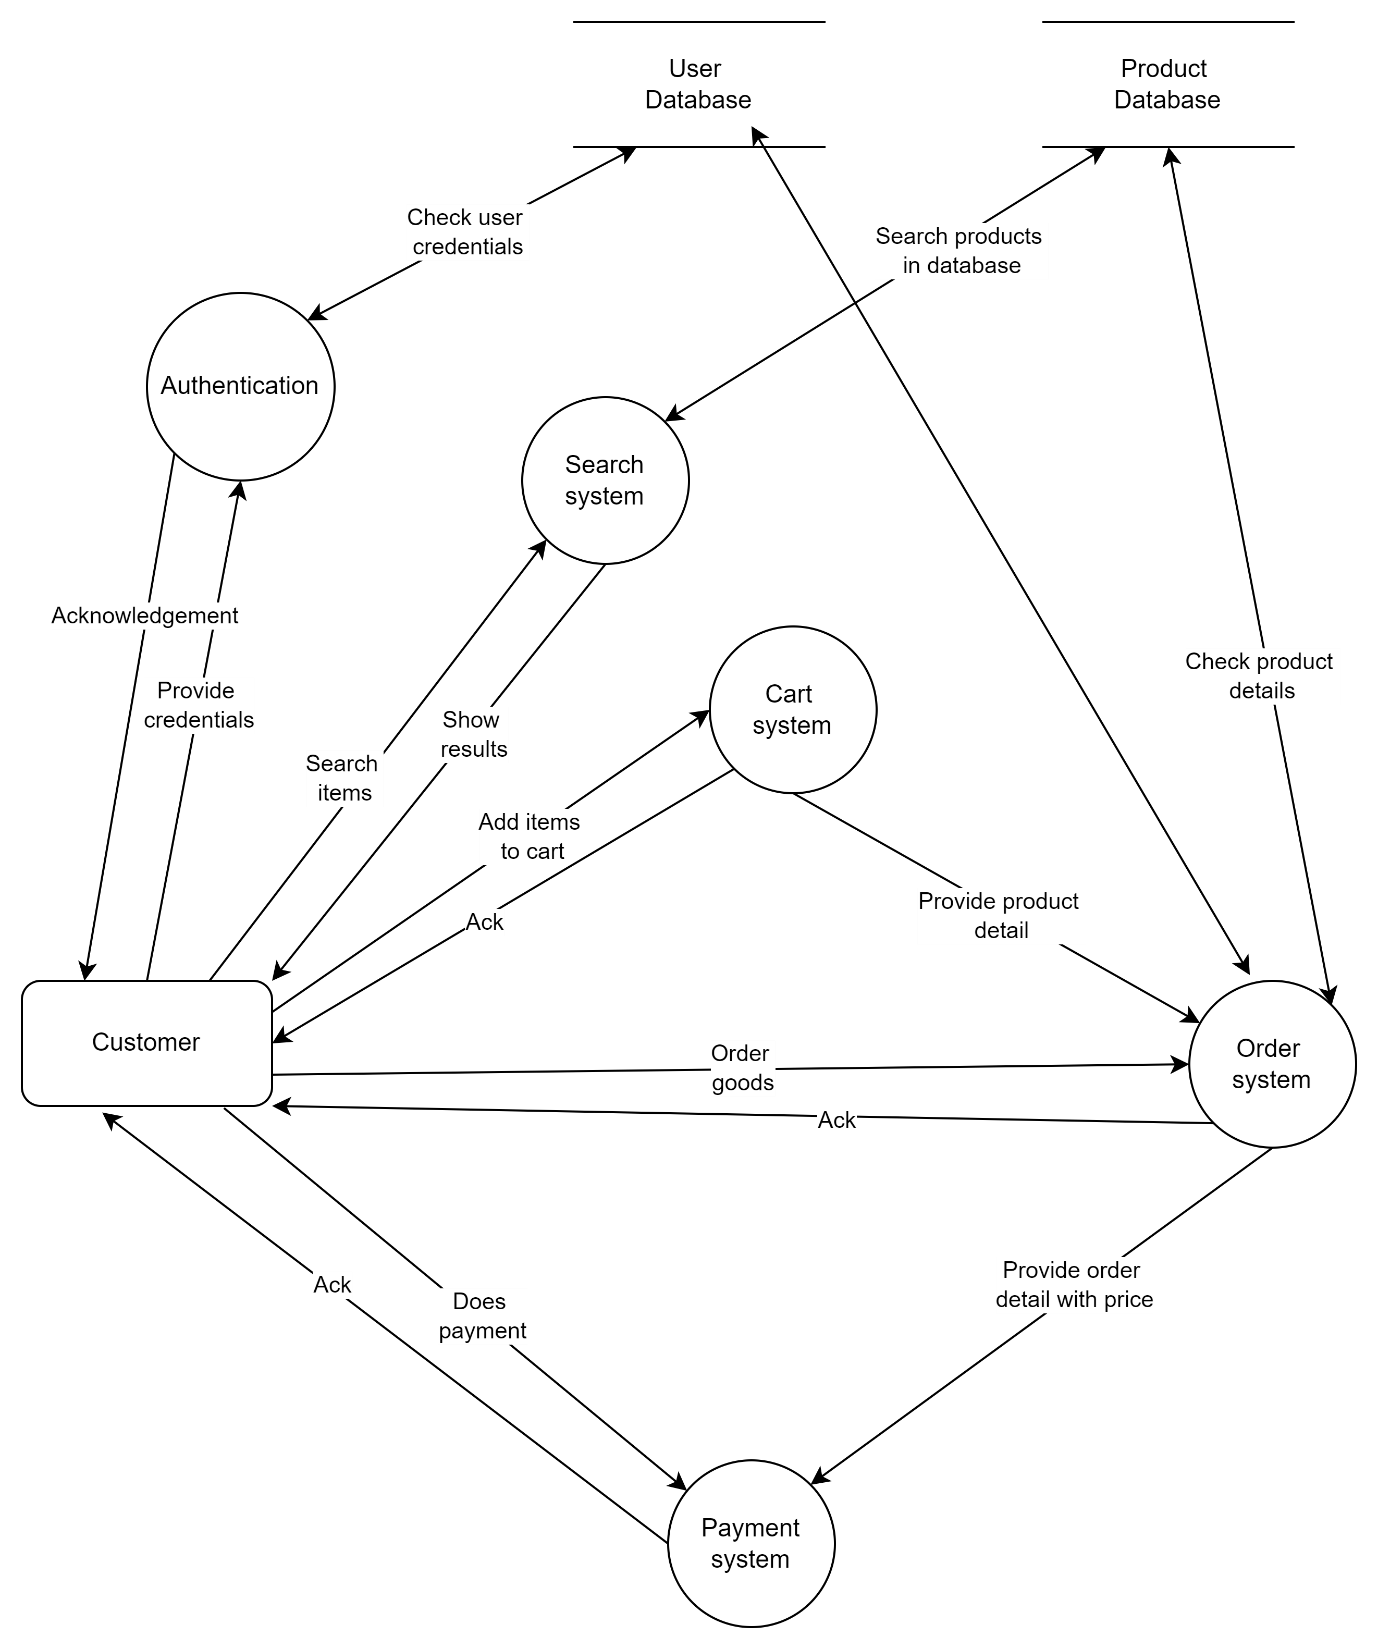 User
Database
Product
Database
Check user
credentials
Search products
in database
Authentication
Search
system
Acknowledgement
Provide
credentials
Search
items
Show
results
Cart
system
Check product
details
Add items
to cart
Ack
Provide product
detail
Customer
Order
goods
Order
system
Ack
Ack
Does
payment
Provide order
detail with price
Payment
system